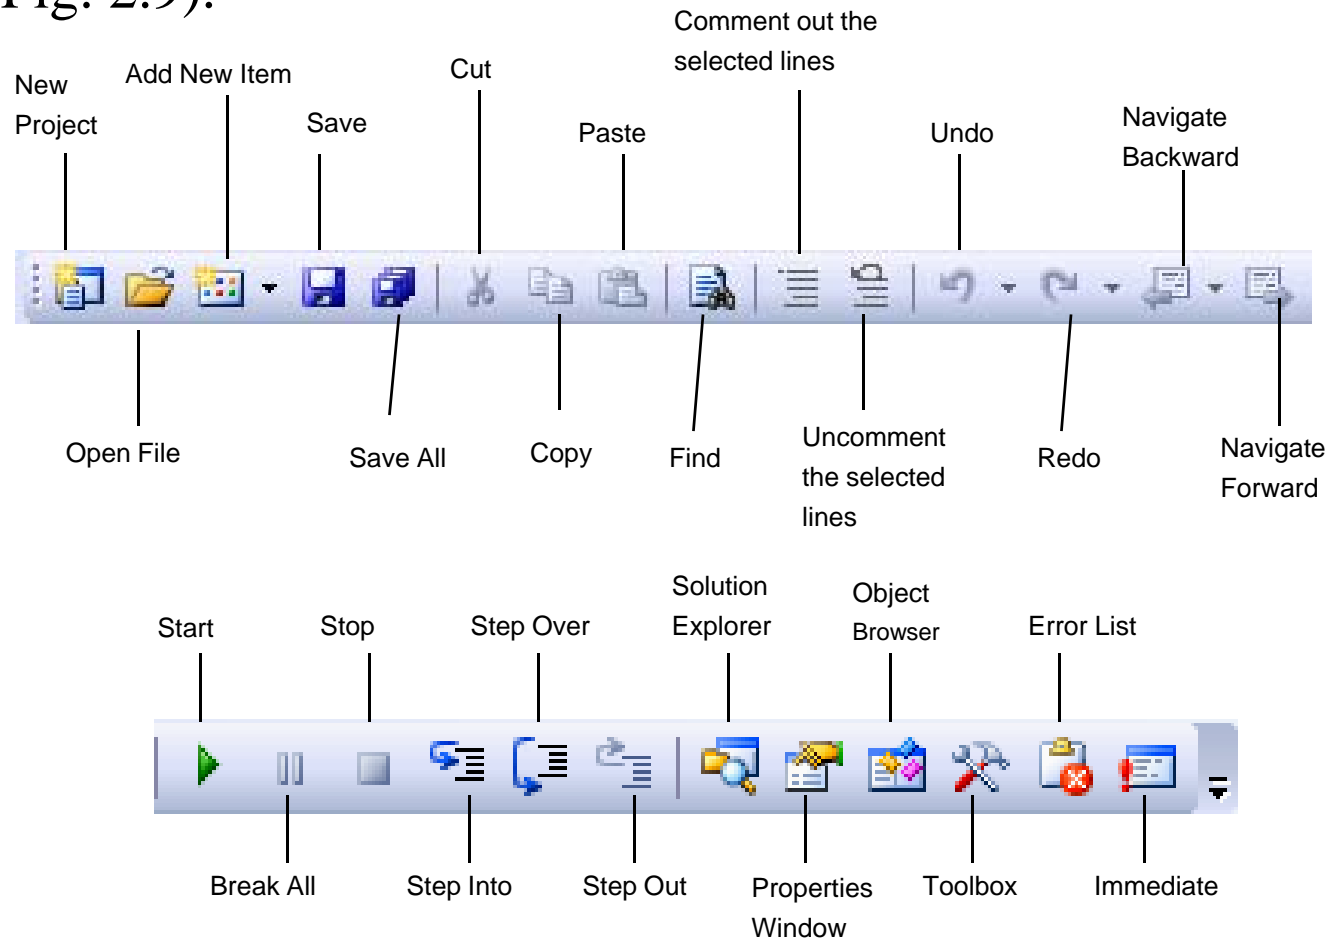 Fig. 2.9).
Comment out the
selected lines
New
Project
Add New Item
Save
Cut
Paste
Undo
Navigate
Backward
Open File
Save All
Copy
Find
Uncomment
the selected
lines
Redo
Navigate
Forward
Start
Stop
Step Over
Solution
Explorer
Object
Browser
Error List
Break All
Step Into
Step Out
Properties
Window
Toolbox
Immediate